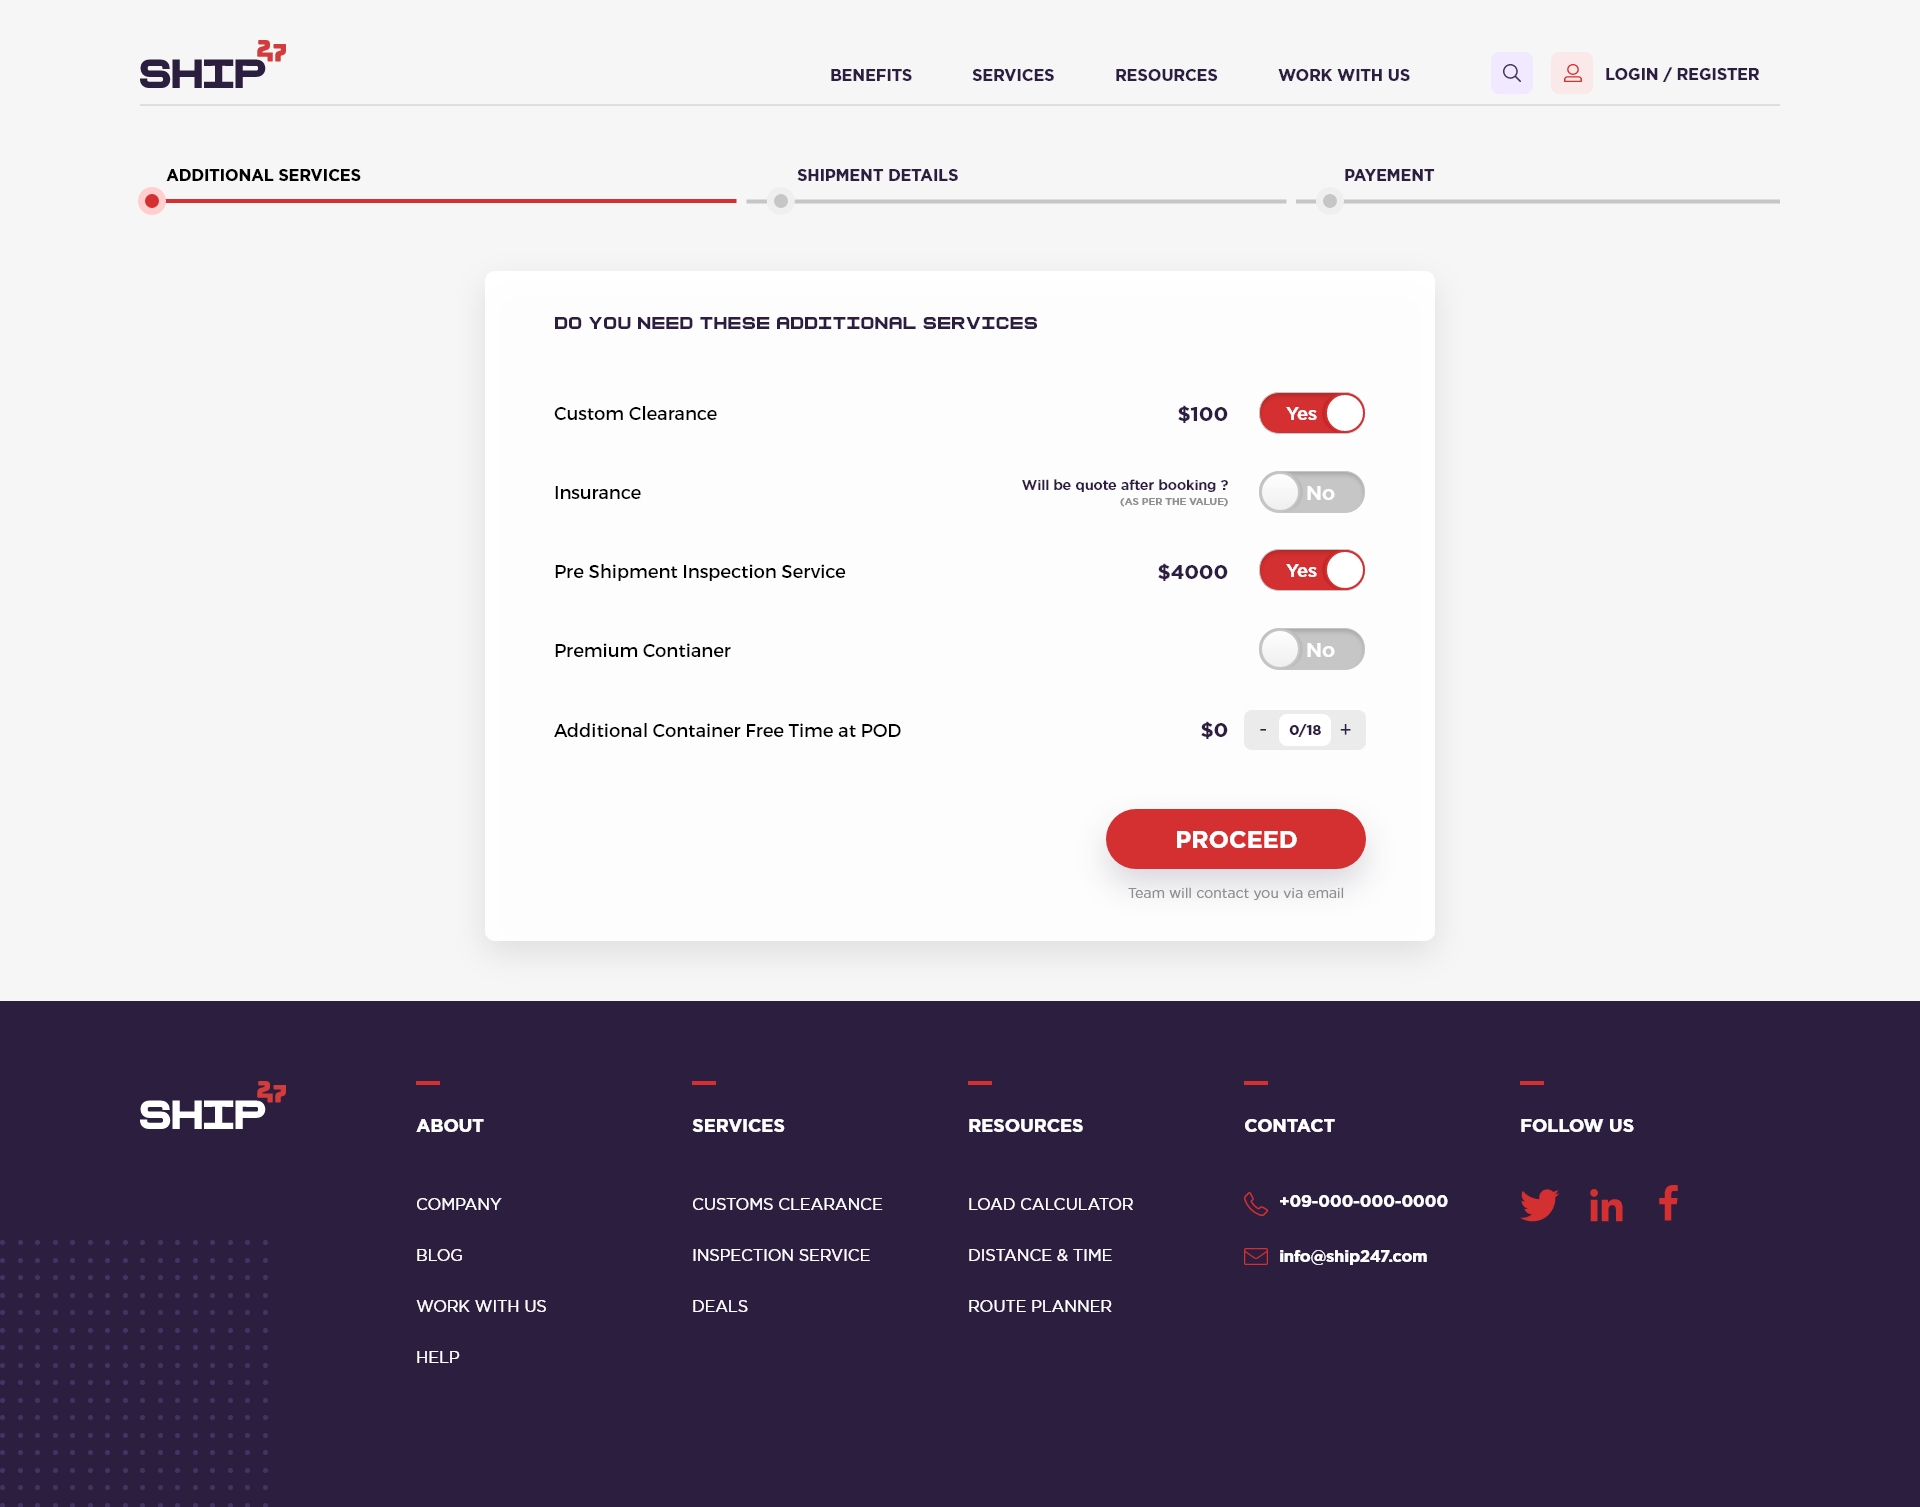 SHIP 47
BENEFITS SERVICES RESOURCES WORK WITH US LOGIN / REGISTER
ADDITIONAL SERVICES SHIPMENT DETAILS PAYEMENT
DO YOU NEED THESE ADDITIONAL SERVICES
Custom Clearance $100 Yes
Insurance Will be quote after booking ? No
(AS PER THE VALUE)
Pre Shipment Inspection Service $4000 Yes
Premium Contianer No
Additional Container Free Time at POD $0 - 0/18 +
PROCEED
Team will contact you via email
SHIP 47
ABOUT SERVICES RESOURCES CONTACT FOLLOW US
COMPANY CUSTOMS CLEARANCE LOAD CALCULATOR +09-000-000-0000
BLOG INSPECTION SERVICE DISTANCE & TIME info@ship247.com
WORK WITH US DEALS ROUTE PLANNER
HELP